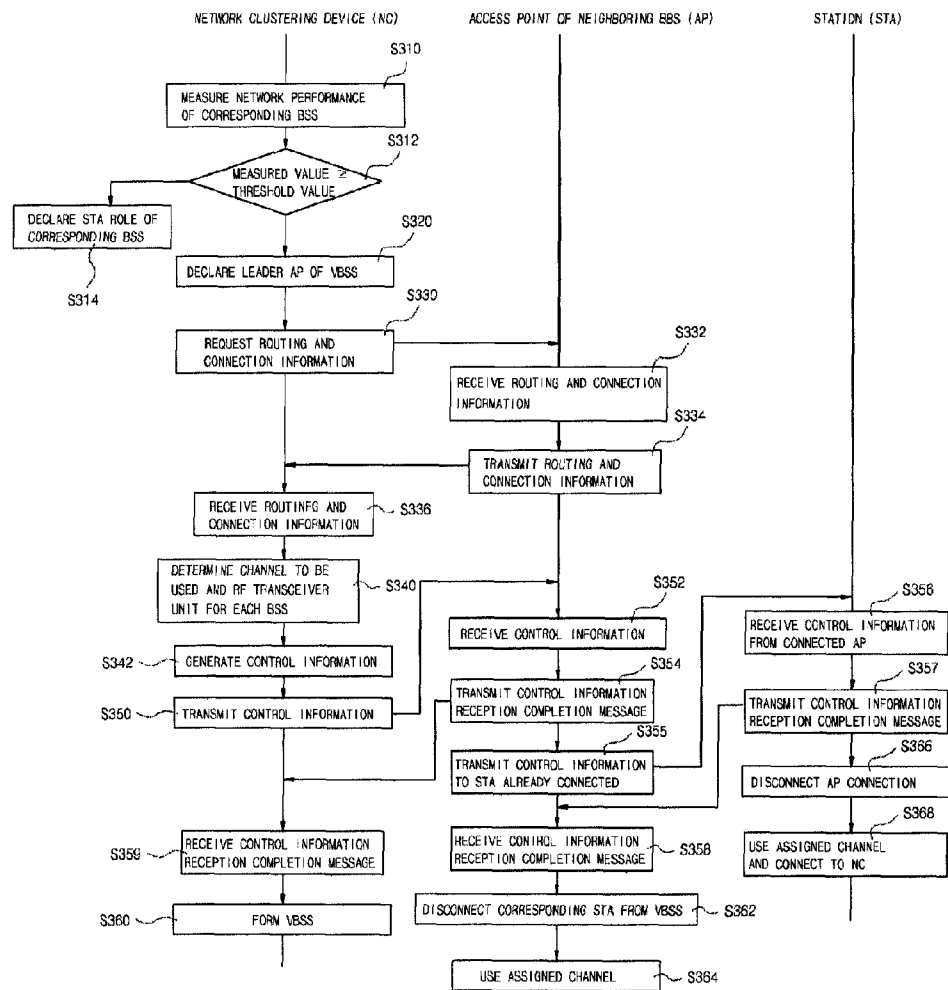 NETWORK CLUSTERING DEVICE (NC)
ACCESS POINT OF NEIGHBORING BBS (AP)
STATION (STA)
S310
MEASURE NETWORK PERFORMANCE
OF CORRESPONDING BSS
S312
MEASURED VALUE ≥
THRESHOLD VALUE
DECLARE STA ROLE OF
CORRESPONDING BSS
S314
S320
DECLARE LEADER AP OF VBSS
S330
REQUEST ROUTING AND
CONNECTION INFORMATION
S332
RECEIVE ROUTING AND CONNECTION
INFORMATION
S334
TRANSMIT ROUTING AND
CONNECTION INFORMATION
RECEIVE ROUTINFG AND
CONNECTION INFORMATION
S336
DETERMINE CHANNEL TO BE
USED AND RF TRANSCEIVER
UNIT FOR EACH BSS
S340
S352
RECEIVE CONTROL INFORMATION
S356
RECEIVE CONTROL INFORMATION
FROM CONNECTED AP
S342
GENERATE CONTROL INFORMATION
S354
TRANSMIT CONTROL INFORMATION
RECEPTION COMPLETION MESSAGE
S357
TRANSMIT CONTROL INFORMATION
RECEPTION COMPLETION MESSAGE
S350
TRANSMIT CONTROL INFORMATION
S355
TRANSMIT CONTROL INFORMATION
TO STA ALREADY CONNECTED
S366
DISCONNECT AP CONNECTION
S359
RECEIVE CONTROL INFORMATION
RECEPTION COMPLETION MESSAGE
RECEIVE CONTROL INFORMATION
RECEPTION COMPLETION MESSAGE
S358
S368
USE ASSIGNED CHANNEL
AND CONNECT TO NC
S360
FORM VBSS
DISCONNECT CORRESPONDING STA FROM VBSS
S362
USE ASSIGNED CHANNEL
S364